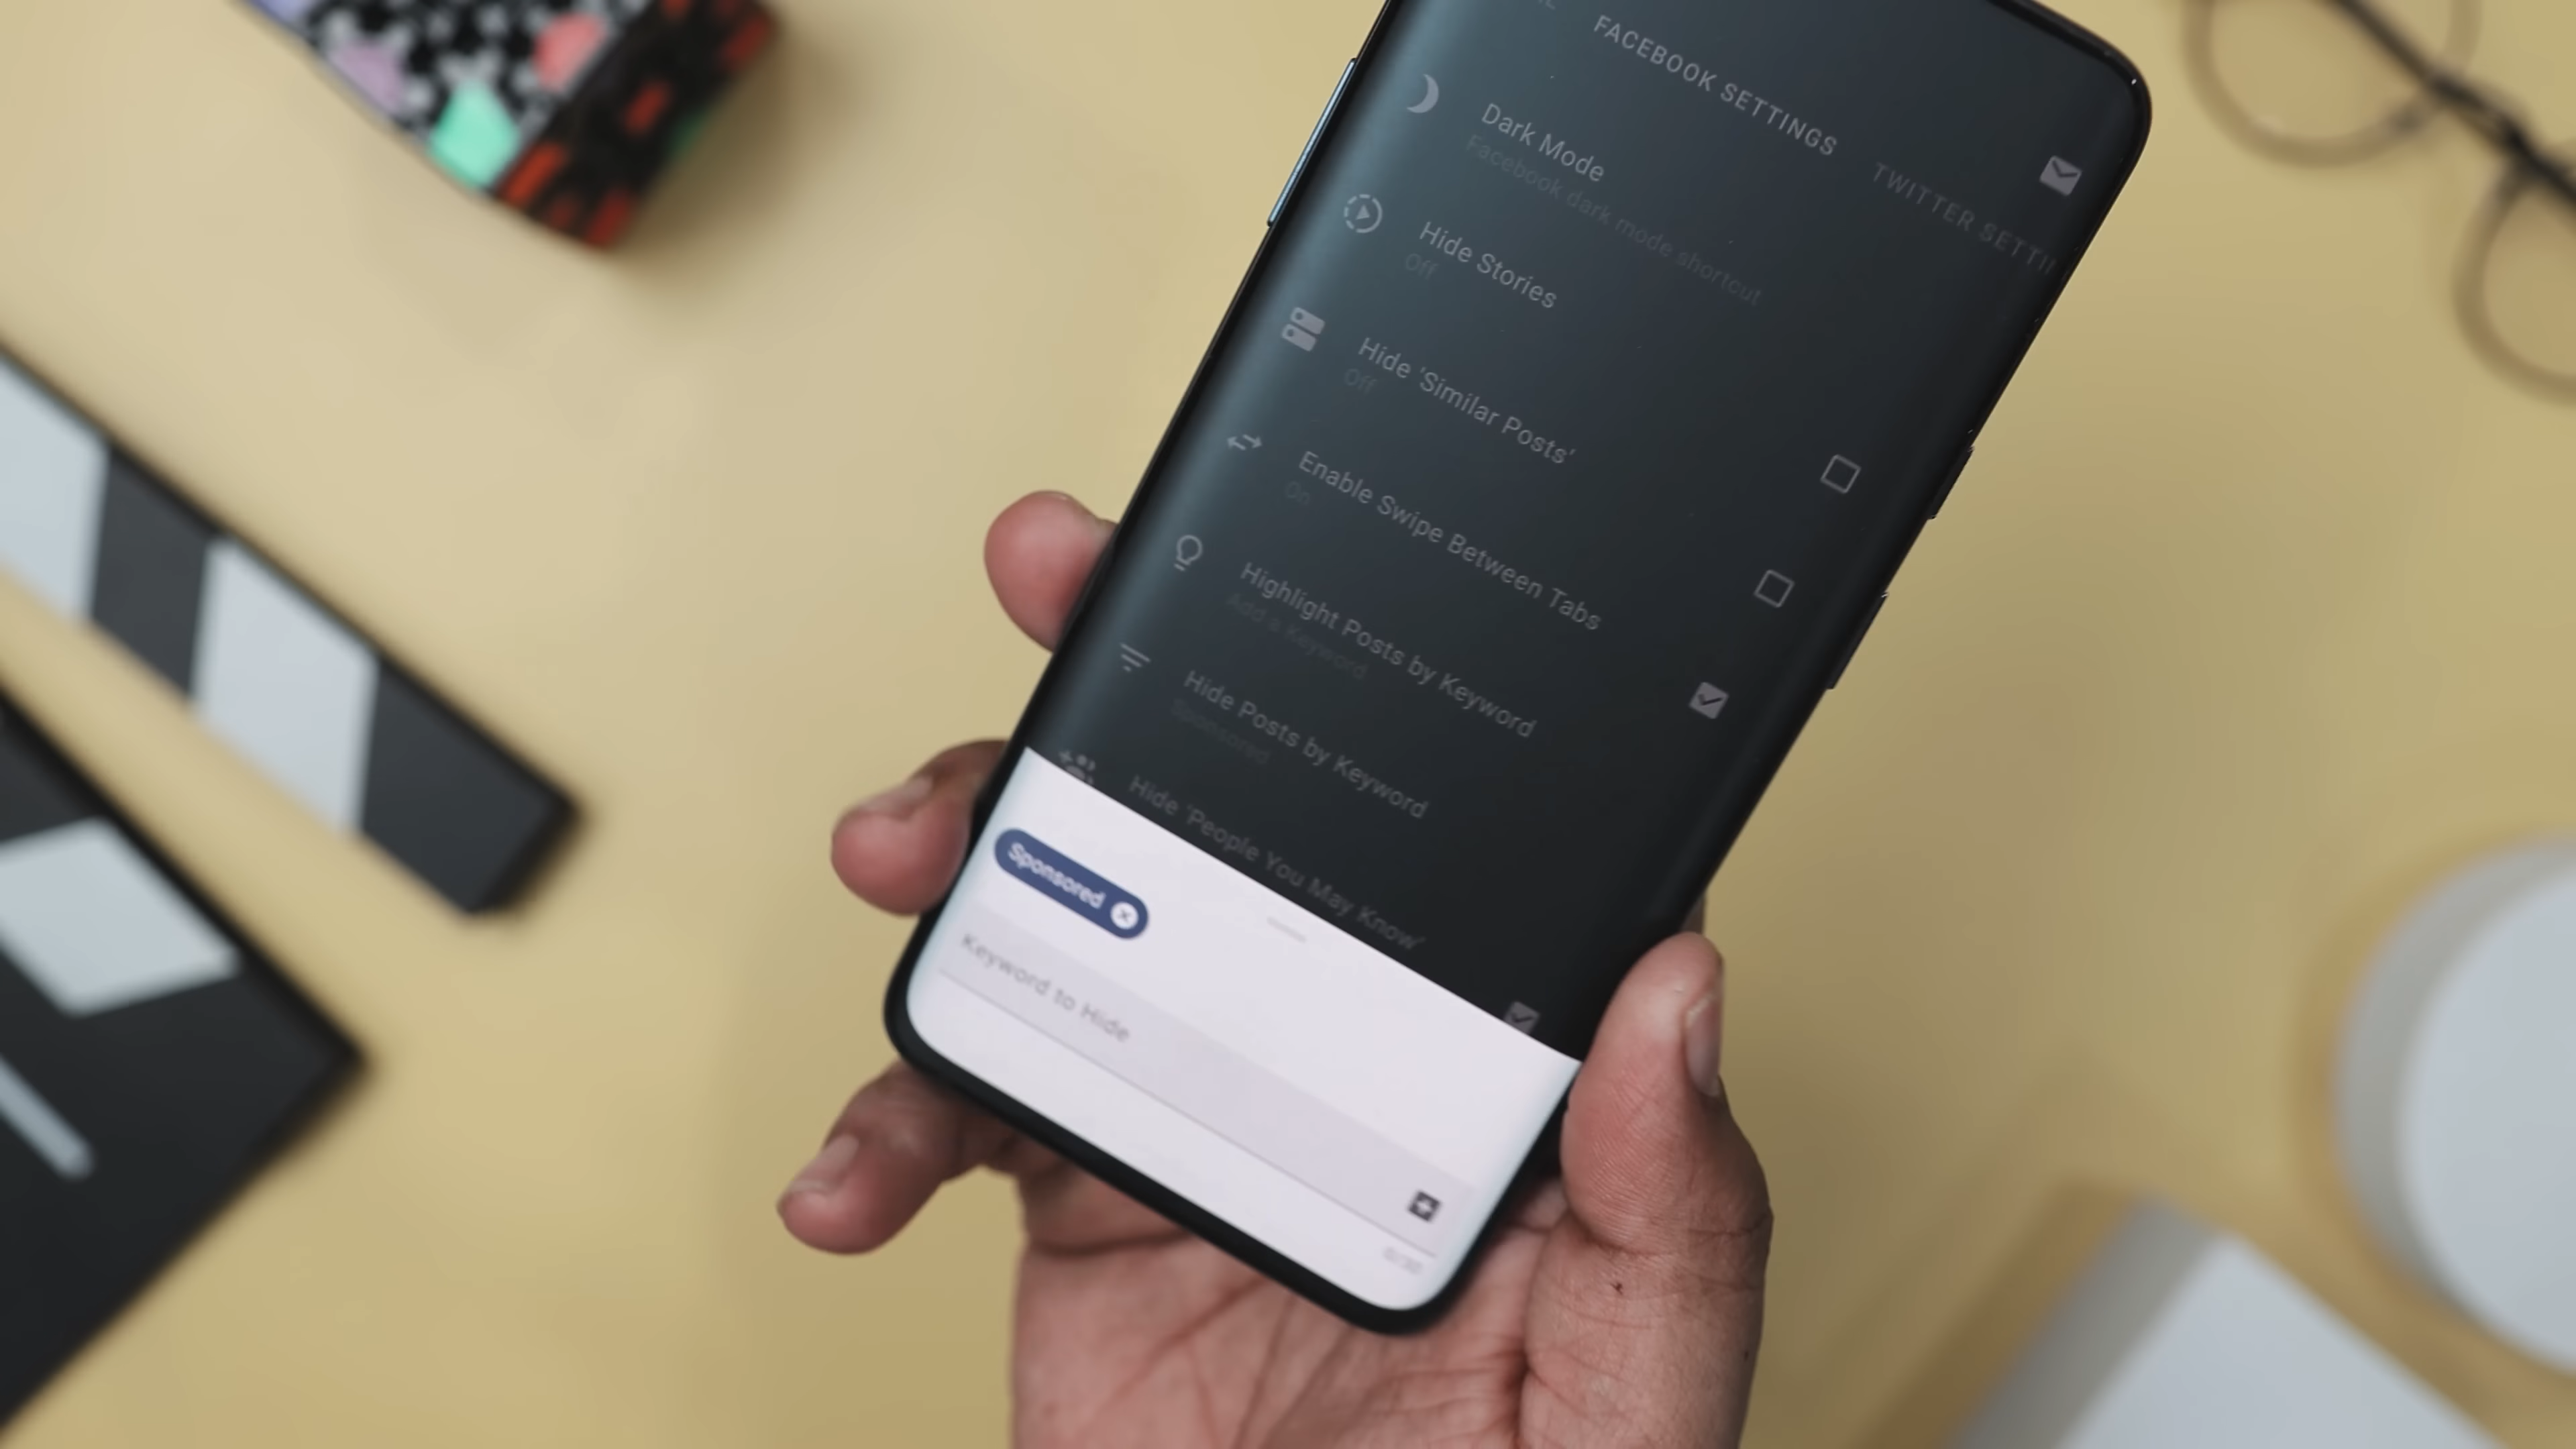 FACEBOOK SETTINGS
TWITTER SETTI
Dark Mode
Facebook dark mode shortcut
Hide Stories
Off
Hide 'Similar Posts'
Off
Enable Swipe Between Tabs
On
Highlight Posts by Keyword
Add a Keyword
Hide Posts by Keyword
Sponsored
Hide 'People You May Know'
Sponsored
Keyword to Hide